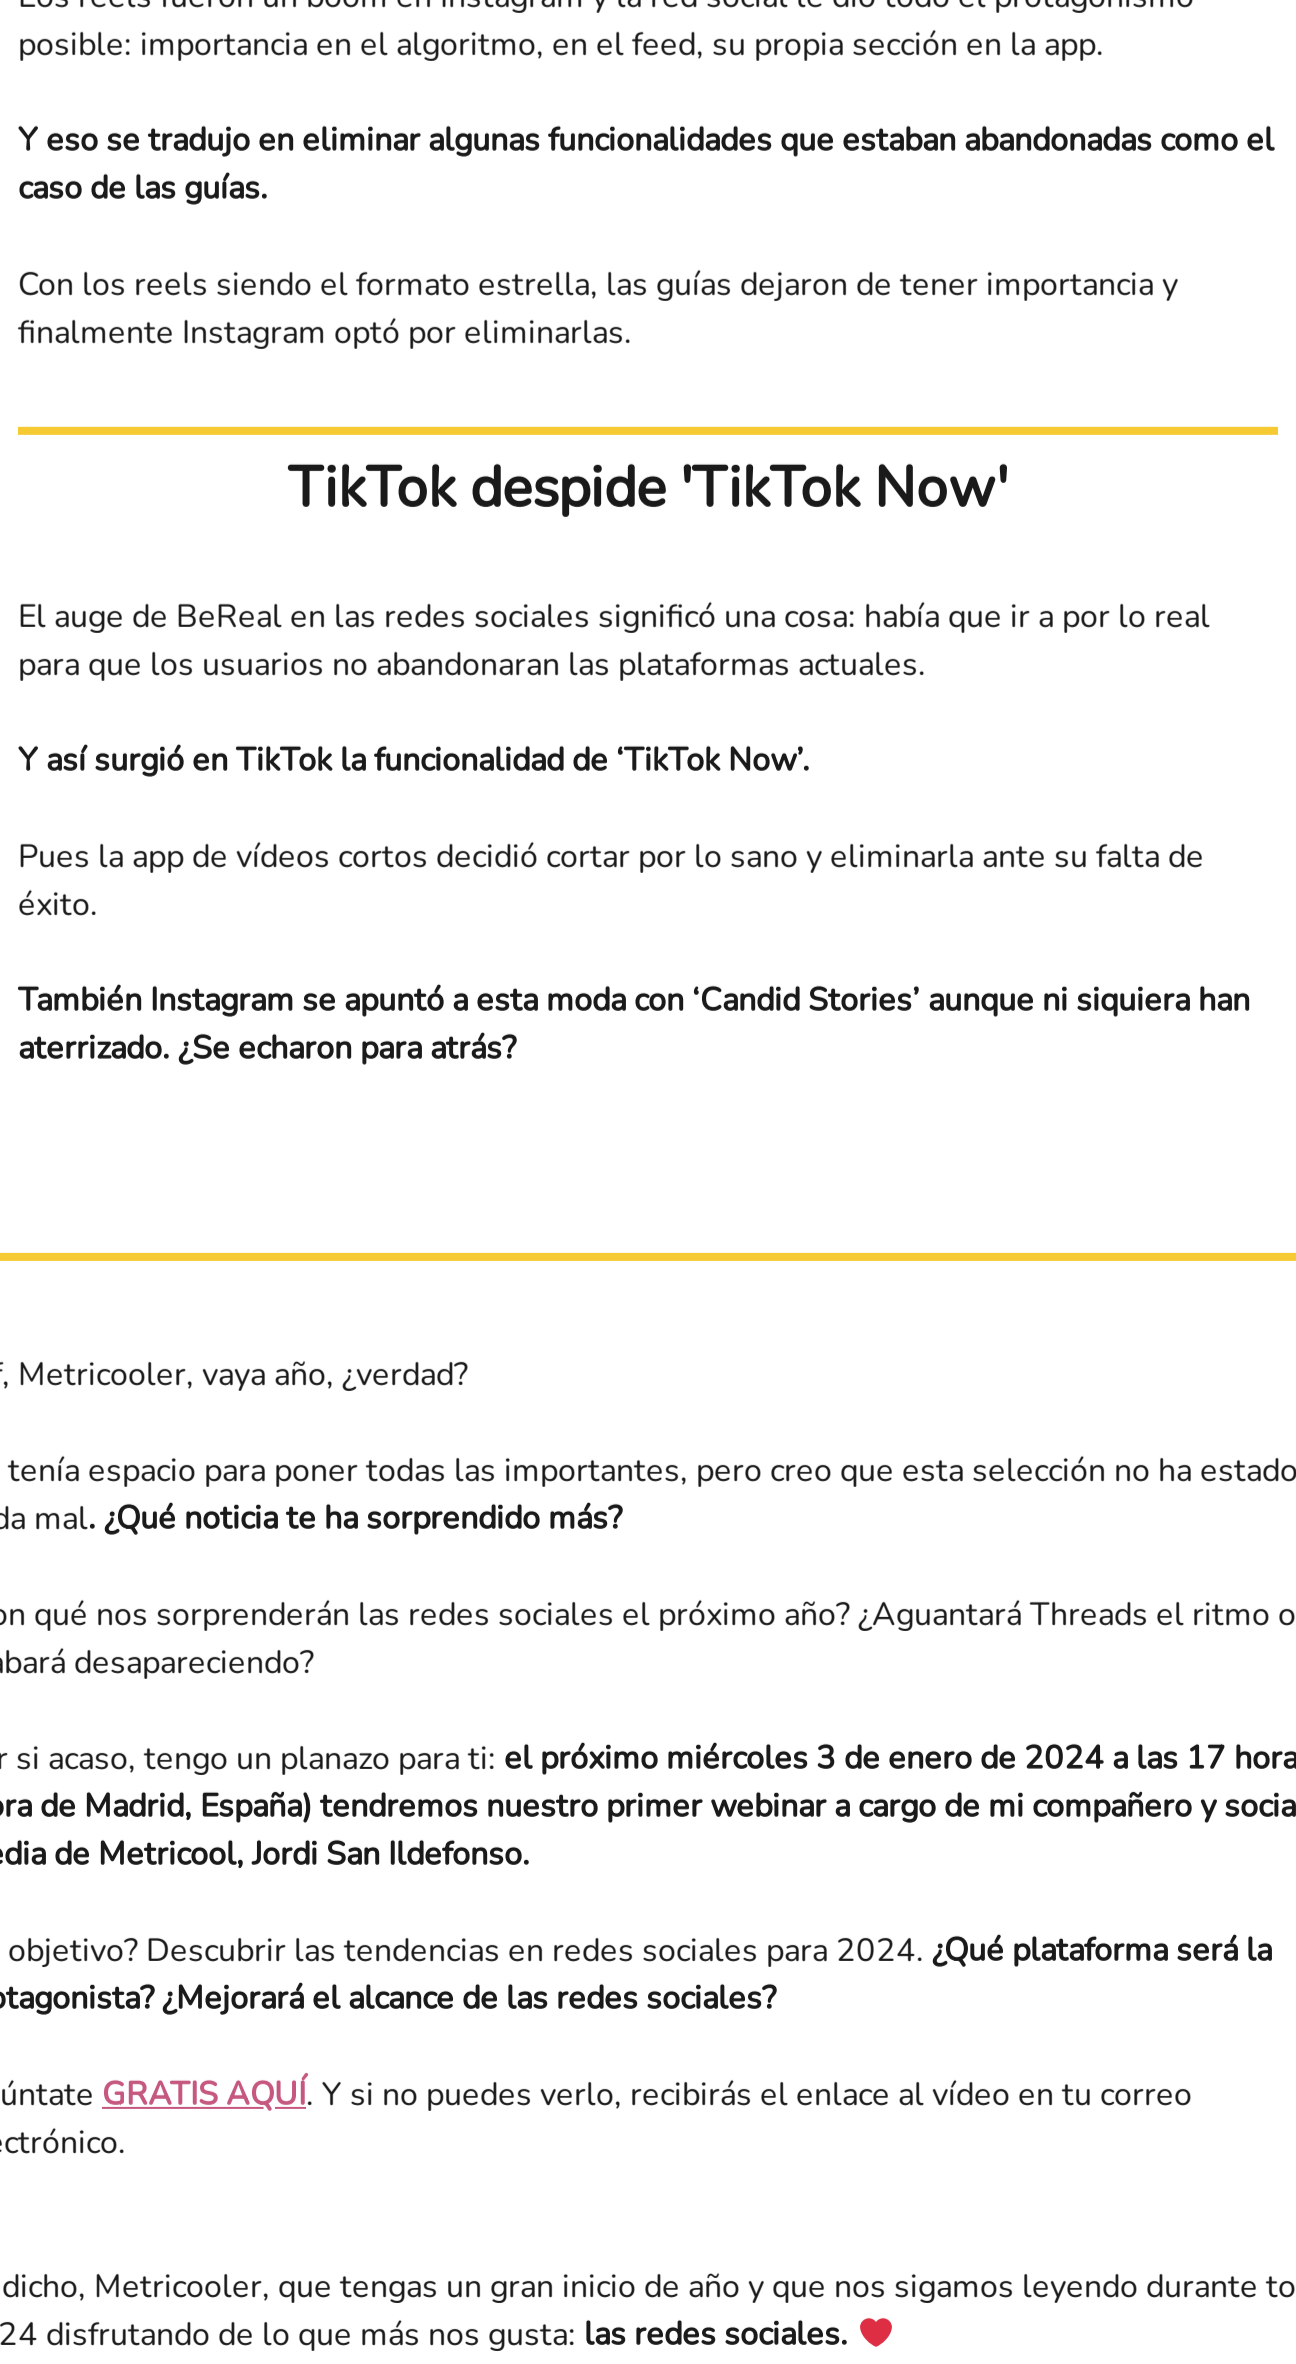 posible: importancia en el algoritmo, en el feed, su propia sección en la app.
Y eso se tradujo en eliminar algunas funcionalidades que estaban abandonadas como el
caso de las guías.
Con los reels siendo el formato estrella, las guías dejaron de tener importancia y
finalmente Instagram optó por eliminarlas.
TikTok despide 'TikTok Now'
El auge de BeReal en las redes sociales significó una cosa: había que ir a por lo real
para que los usuarios no abandonaran las plataformas actuales.
Y así surgió en TikTok la funcionalidad de ‘TikTok Now’.
Pues la app de vídeos cortos decidió cortar por lo sano y eliminarla ante su falta de
éxito.
También Instagram se apuntó a esta moda con ‘Candid Stories’ aunque ni siquiera han
aterrizado. ¿Se echaron para atrás?
, Metricooler, vaya año, ¿verdad?
tenía espacio para poner todas las importantes, pero creo que esta selección no ha estado
da mal. ¿Qué noticia te ha sorprendido más?
on qué nos sorprenderán las redes sociales el próximo año? ¿Aguantará Threads el ritmo o
abará desapareciendo?
r si acaso, tengo un planazo para ti: el próximo miércoles 3 de enero de 2024 a las 17 hora
ora de Madrid, España) tendremos nuestro primer webinar a cargo de mi compañero y socia
edia de Metricool, Jordi San Ildefonso.
objetivo? Descubrir las tendencias en redes sociales para 2024. ¿Qué plataforma será la
otagonista? ¿Mejorará el alcance de las redes sociales?
úntate GRATIS AQUÍ. Y si no puedes verlo, recibirás el enlace al vídeo en tu correo
ectrónico.
dicho, Metricooler, que tengas un gran inicio de año y que nos sigamos leyendo durante to
24 disfrutando de lo que más nos gusta: las redes sociales. ❤️